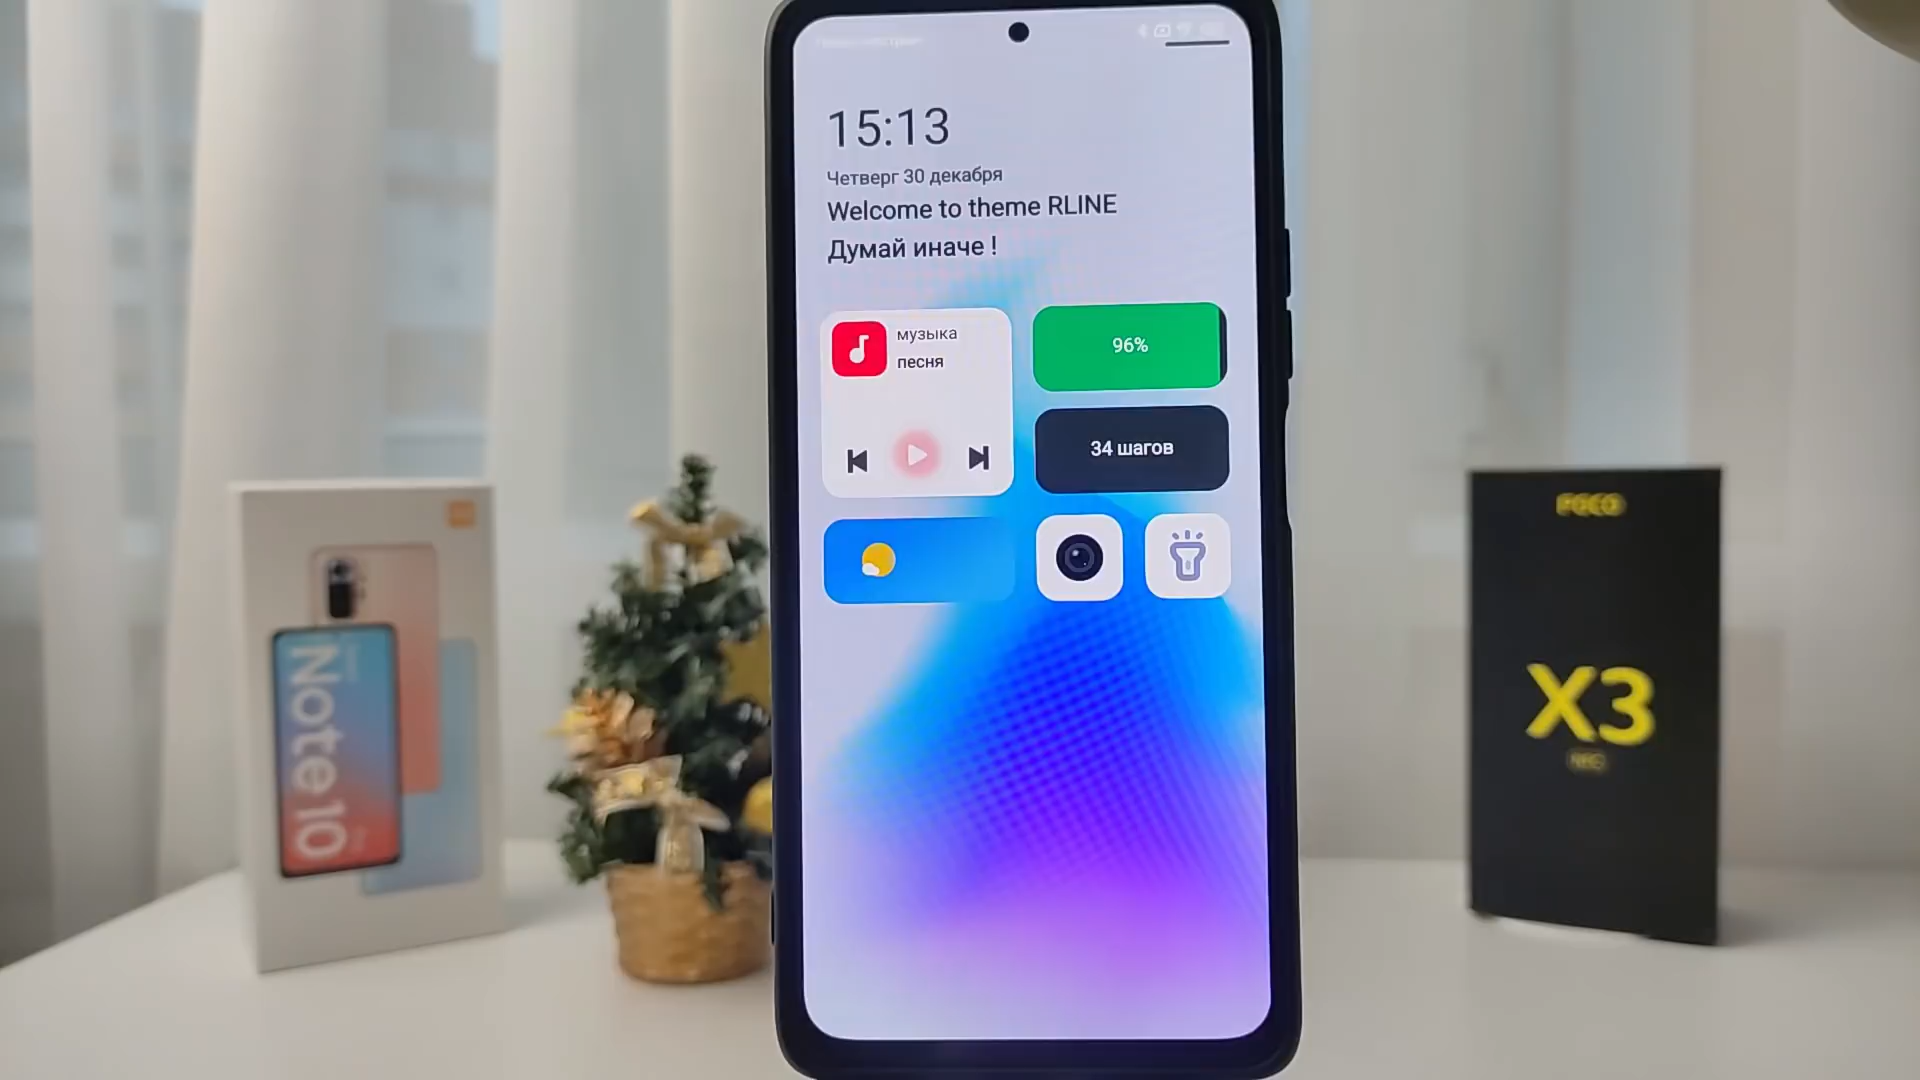 15:13
Четверг 30 декабря
Welcome to theme RLINE
Думай иначе !
музыка
песня
96%
34 шагов
Note 10
POCO
X3
NFC